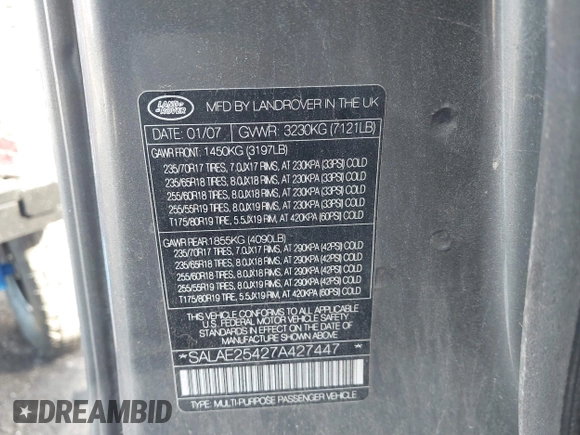 LAND ROVER
MFD BY LANDROVER IN THE UK
DATE: 01/07 GVWR: 3230KG (7121LB)
GAWR FRONT: 1450KG (3197LB)
235/70R17 TIRES, 7.0JX17 RIMS, AT 230KPA (33PSI) COLD
235/65R18 TIRES, 8.0JX18 RIMS, AT 230KPA (33PSI) COLD
255/60R18 TIRES, 8.0JX18 RIMS, AT 230KPA (33PSI) COLD
255/55R19 TIRES, 8.0JX19 RIMS, AT 230KPA (33PSI) COLD
T175/80R19 TIRE, 5.5JX19 RIM, AT 420KPA (60PSI) COLD
GAWR REAR: 1855KG (4090LB)
235/70R17 TIRES, 7.0JX17 RIMS, AT 290KPA (42PSI) COLD
235/65R18 TIRES, 8.0JX18 RIMS, AT 290KPA (42PSI) COLD
255/60R18 TIRES, 8.0JX18 RIMS, AT 290KPA (42PSI) COLD
255/55R19 TIRES, 8.0JX19 RIMS, AT 290KPA (42PSI) COLD
T175/80R19 TIRE, 5.5JX19 RIM, AT 420KPA (60PSI) COLD
THIS VEHICLE CONFORMS TO ALL APPLICABLE
U.S. FEDERAL MOTOR VEHICLE SAFETY
STANDARDS IN EFFECT ON THE DATE OF
MANUFACTURE SHOWN ABOVE
*SALAE25427A427447*
TYPE: MULTI-PURPOSE PASSENGER VEHICLE
DREAMBID